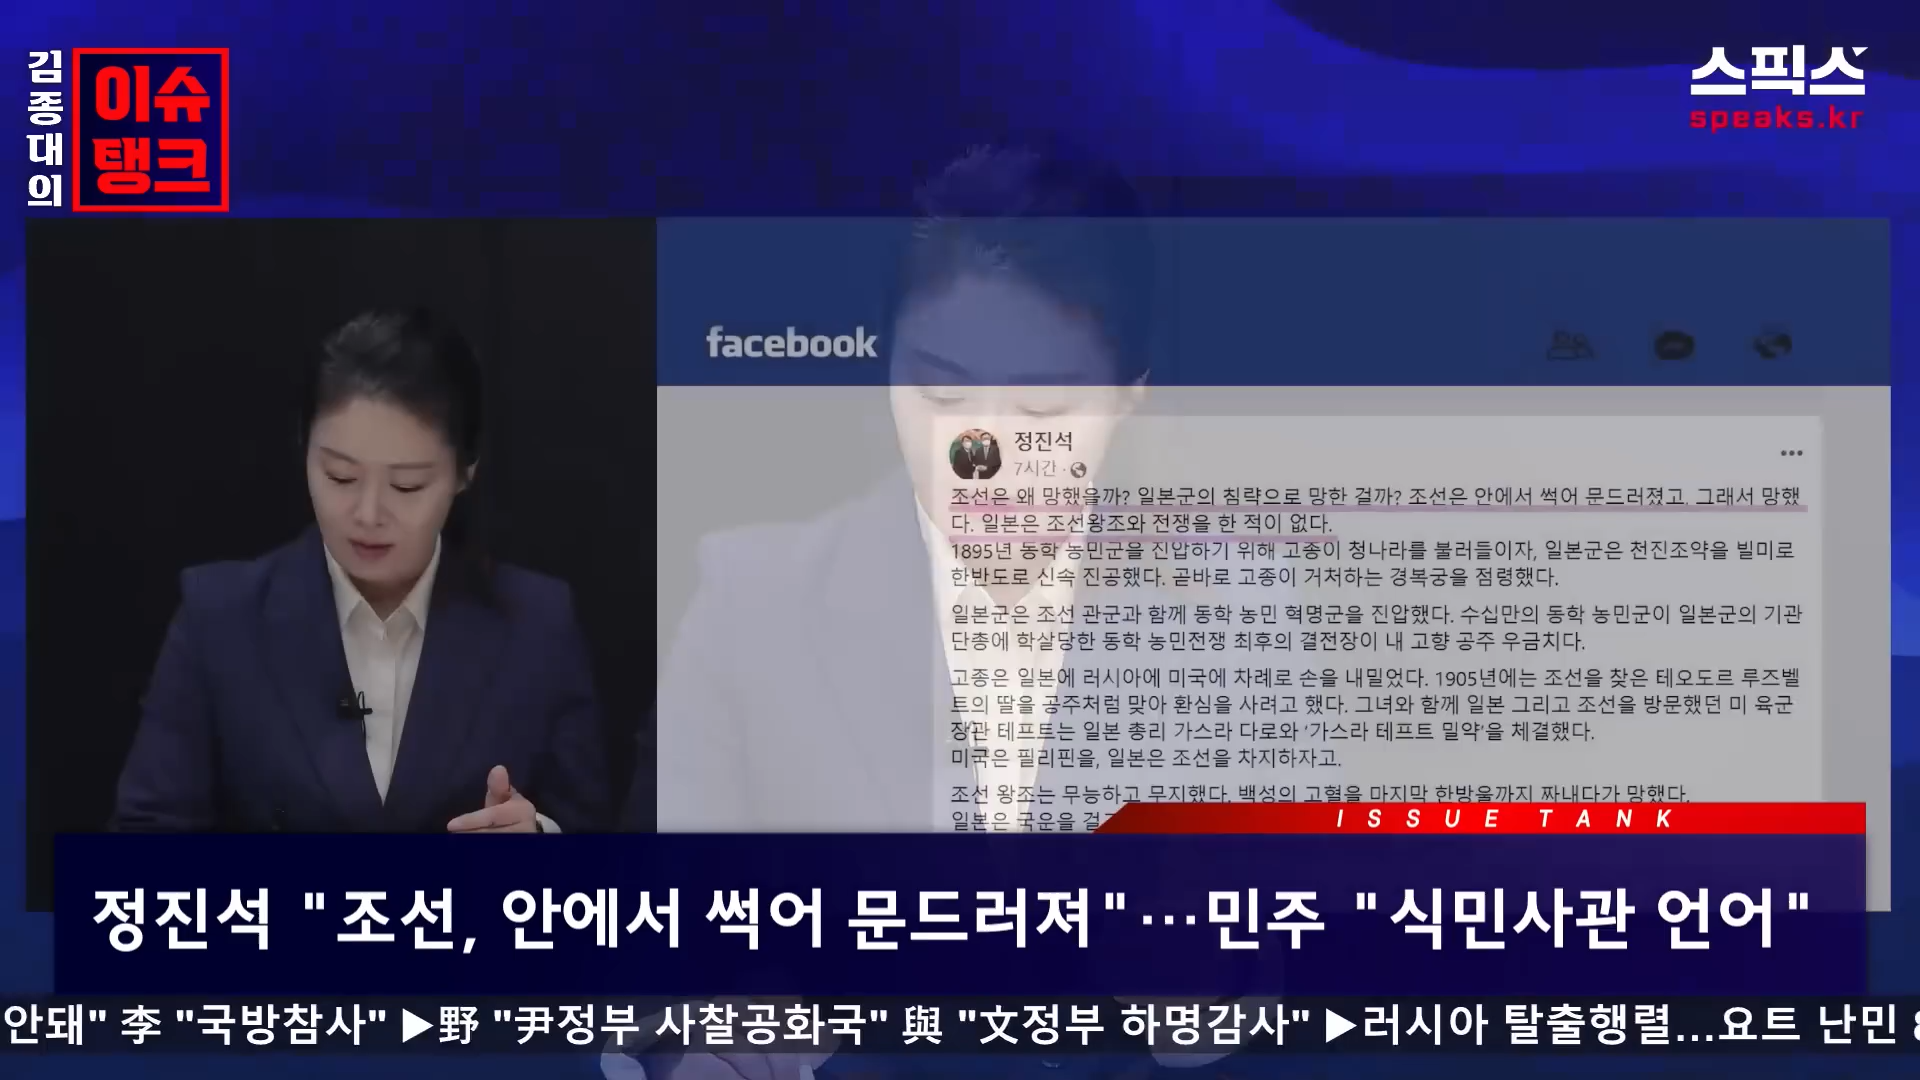 김종대의
이슈
탱크
스픽스
speaks.kr
facebook
정진석
7시간
조선은 왜 망했을까? 일본군의 침략으로 망한 걸까? 조선은 안에서 썩어 문드러졌고, 그래서 망했
다. 일본은 조선왕조와 전쟁을 한 적이 없다.
1895년 동학 농민군을 진압하기 위해 고종이 청나라를 불러들이자, 일본군은 천진조약을 빌미로
한반도로 신속 진공했다. 곧바로 고종이 거처하는 경복궁을 점령했다.
일본군은 조선 관군과 함께 동학 농민 혁명군을 진압했다. 수십만의 동학 농민군이 일본군의 기관
단총에 학살당한 동학 농민전쟁 최후의 결전장이 내 고향 공주 우금치다.
고종은 일본에 러시아에 미국에 차례로 손을 내밀었다. 1905년에는 조선을 찾은 테오도르 루즈벨
트의 딸을 공주처럼 맞아 환심을 사려고 했다. 그녀와 함께 일본 그리고 조선을 방문했던 미 육군
장관 테프트는 일본 총리 가스라 다로와 '가스라 테프트 밀약'을 체결했다.
미국은 필리핀을, 일본은 조선을 차지하자고.
조선 왕조는 무능하고 무지했다. 백성의 고혈을 마지막 한방울까지 짜내다가 망했다.
일본은 국운을
ISSUE TANK
정진석 "조선, 안에서 썩어 문드러져"…민주 "식민사관 언어"
안돼" 李 "국방참사" ▶野 "尹정부 사찰공화국" 與 "文정부 하명감사" ▶러시아 탈출행렬...요트 난민